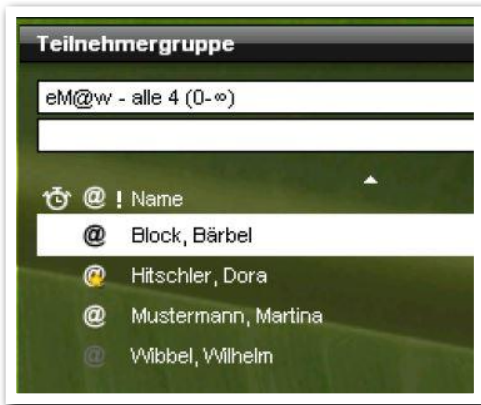 Teilnehmergruppe
eM@w - alle 4 (0-∞)
@ ! Name
@ Block, Bärbel
@ Hitschler, Dora
@ Mustermann, Martina
@ Wibbel, Wilhelm